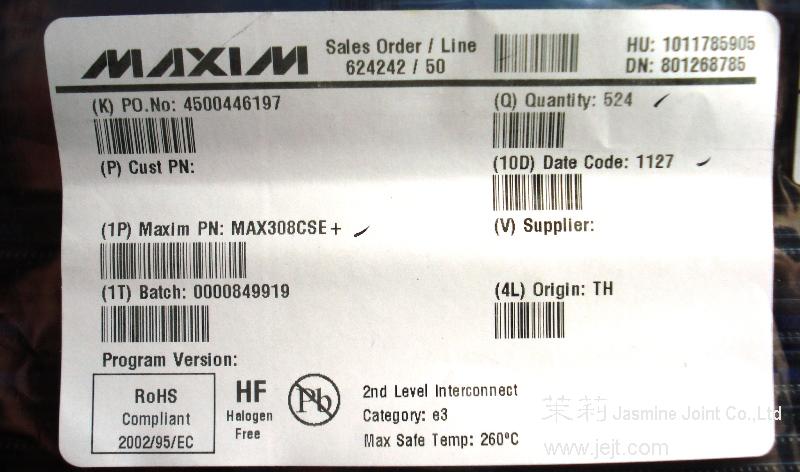 MAXIM
Sales Order / Line
624242 / 50
HU: 1011785905
DN: 801268785
(K) PO.No: 4500446197
(Q) Quantity: 524
(P) Cust PN:
(10D) Date Code: 1127
(1P) Maxim PN: MAX308CSE+
(V) Supplier:
(1T) Batch: 0000849919
(4L) Origin: TH
Program Version:
RoHS
Compliant
2002/95/EC
HF
Halogen
Free
Pb
2nd Level Interconnect
Category: e3
Max Safe Temp: 260ºC
茉莉 Jasmine Joint Co.,Ltd
www.jejt.com